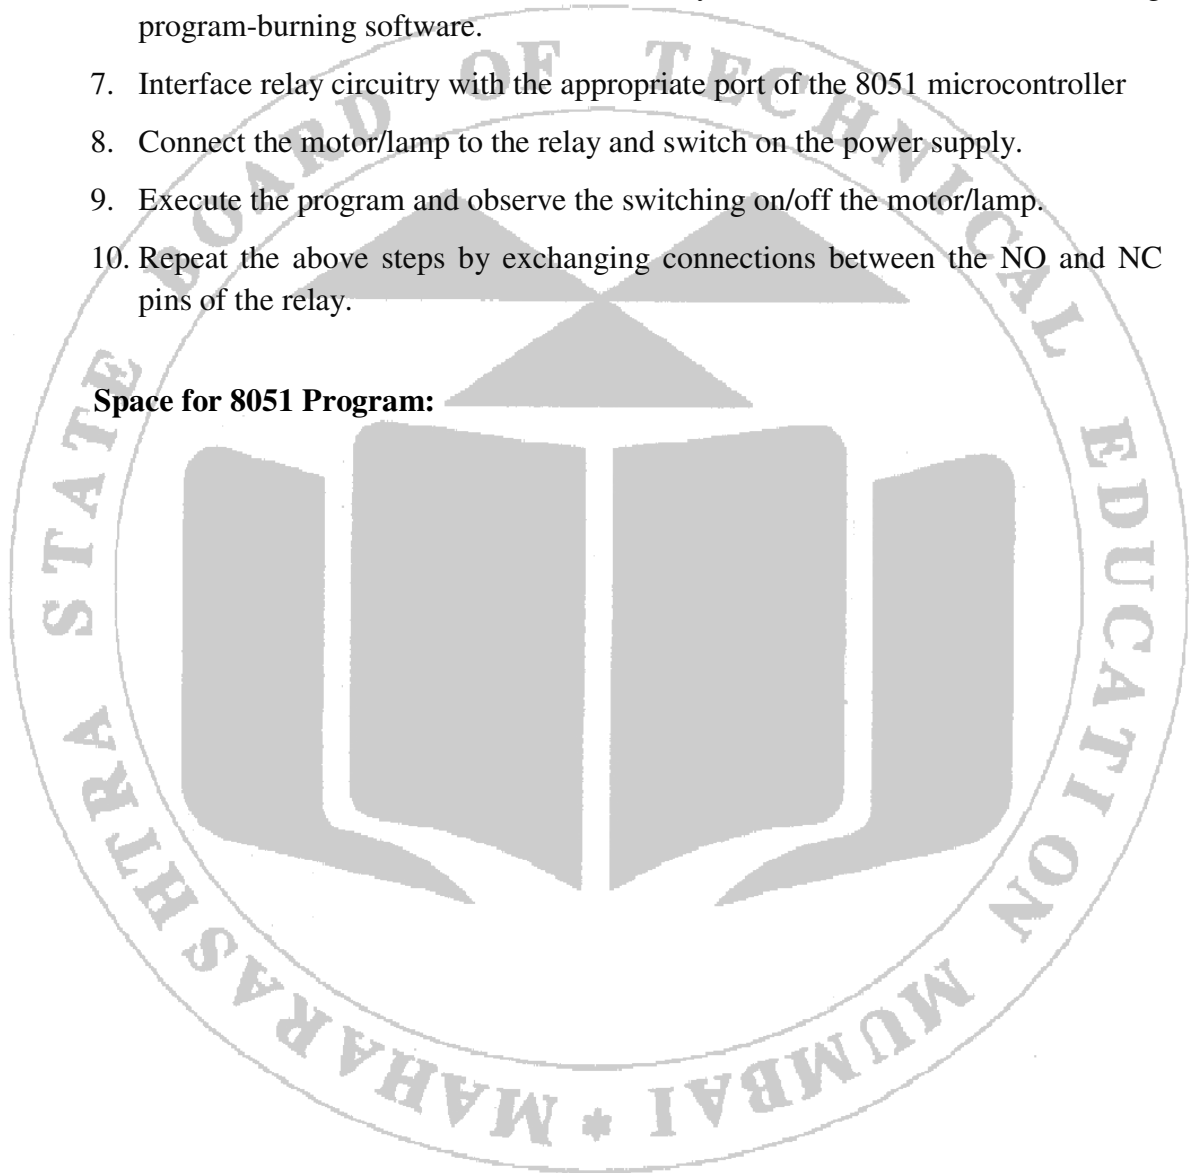 program-burning software.
7. Interface relay circuitry with the appropriate port of the 8051 microcontroller
8. Connect the motor/lamp to the relay and switch on the power supply.
9. Execute the program and observe the switching on/off the motor/lamp.
10. Repeat the above steps by exchanging connections between the NO and NC
pins of the relay.
Space for 8051 Program:
MAHARASHTRA STATE BOARD OF TECHNICAL EDUCATION MUMBAI *